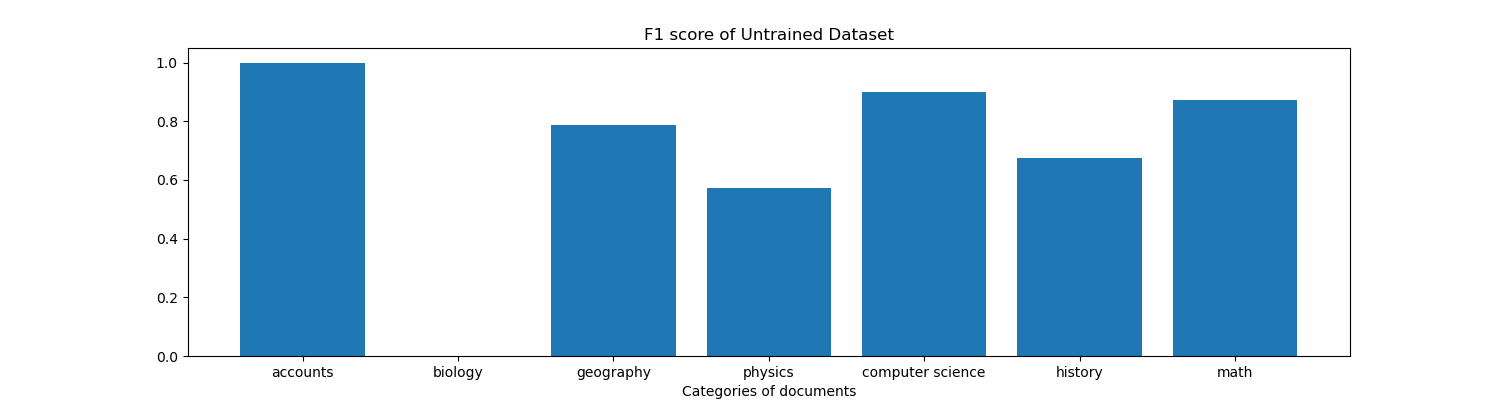 F1 score of Untrained Dataset
1.0
0.8
0.6
0.4
0.2
0.0
accounts biology geography physics computer science history math
Categories of documents